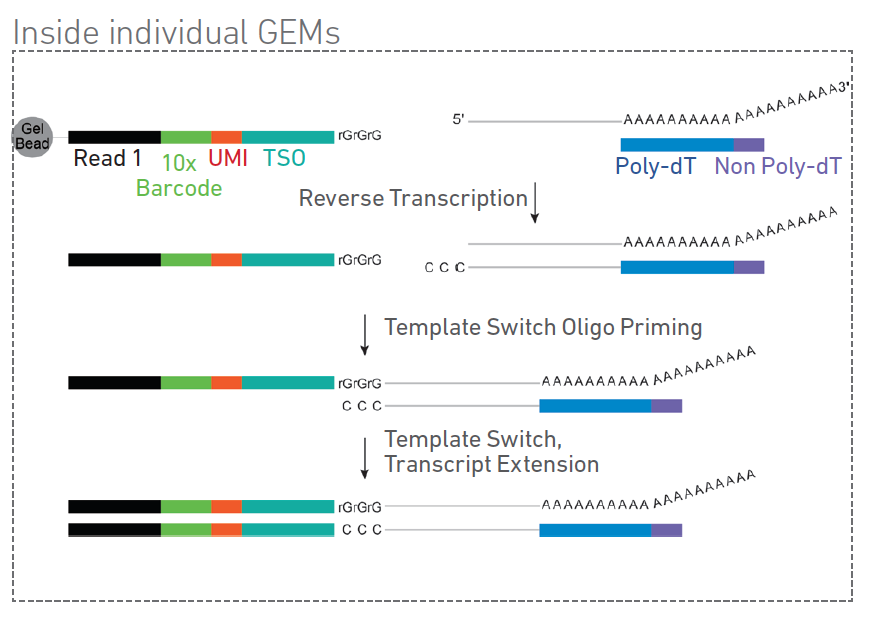 Inside individual GEMs
Gel
Bead
rGrGrG
5'
AAAAAAAAAA AAAAAAAAAA3'
Read 1
10x
Barcode
UMI
TSO
Poly-dT
Non Poly-dT
Reverse Transcription
rGrGrG
AAAAAAAAAA AAAAAAAAAA
C C C
Template Switch Oligo Priming
rGrGrG
AAAAAAAAAA AAAAAAAAAA
C C C
Template Switch,
Transcript Extension
rGrGrG
AAAAAAAAAA AAAAAAAAAA
C C C